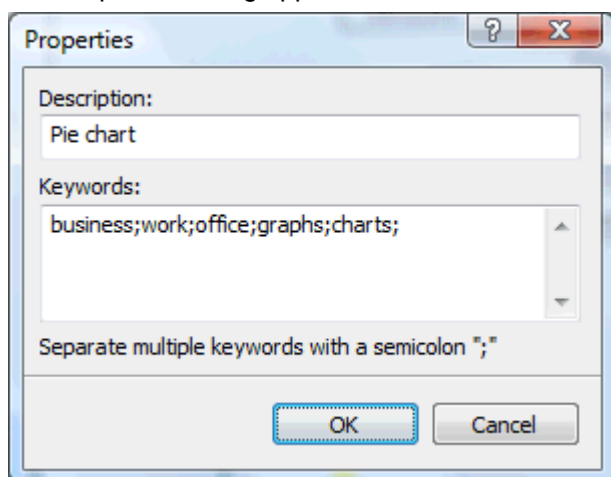 Properties
?
X
Description:
Pie chart
Keywords:
business;work;office;graphs;charts;
Separate multiple keywords with a semicolon ";"
OK Cancel